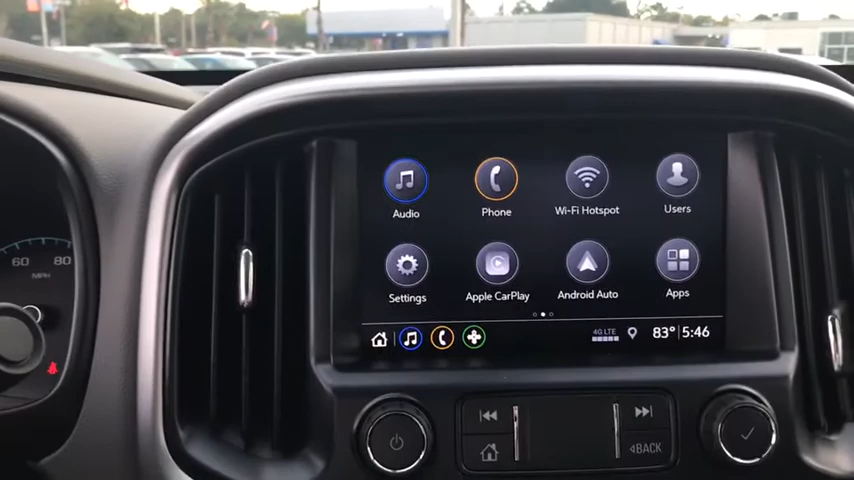 Audio Phone Wi-Fi Hotspot Users
Settings Apple CarPlay Android Auto Apps
4G LTE 83° 5:46
60 80
MPH
BACK